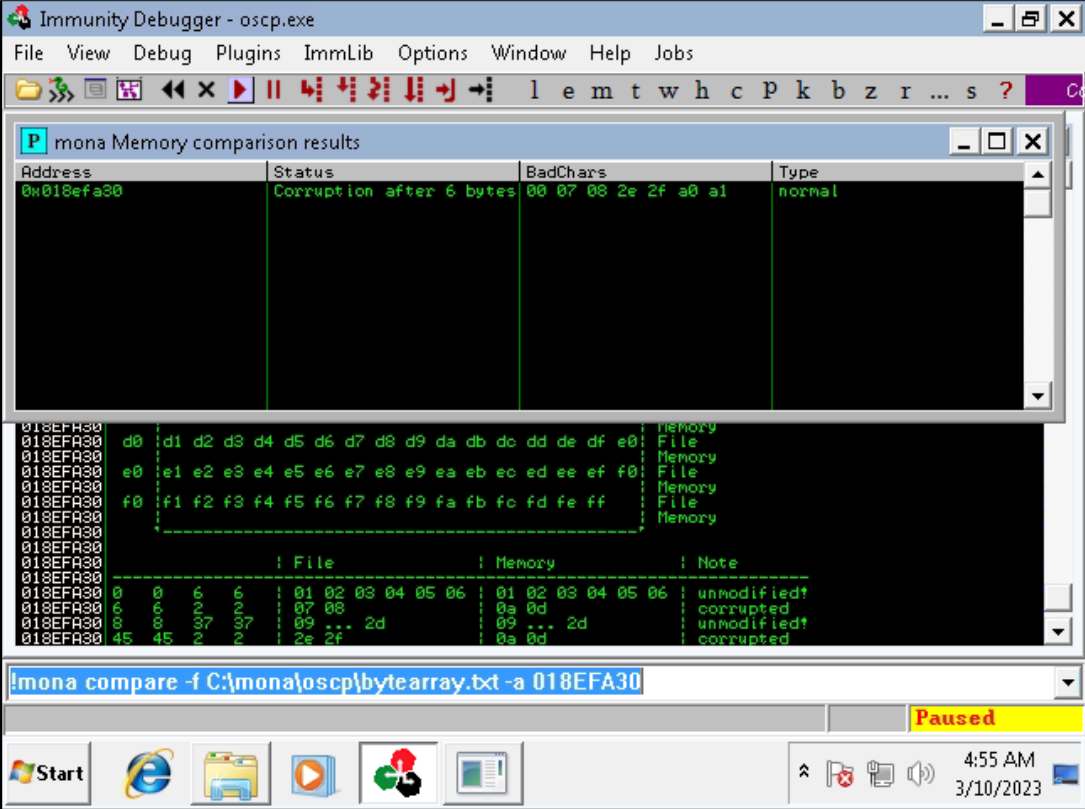 Immunity Debugger - oscp.exe
File View Debug Plugins ImmLib Options Window Help Jobs
l e m t w h c P k b z r ... s ?
mona Memory comparison results
Address Status BadChars Type
0x018efa30 Corruption after 6 bytes 00 07 08 2e 2f a0 a1 normal
018EFA30 Memory
018EFA30 d0 d1 d2 d3 d4 d5 d6 d7 d8 d9 da db dc dd de df e0 File
018EFA30 Memory
018EFA30 e0 e1 e2 e3 e4 e5 e6 e7 e8 e9 ea eb ec ed ee ef f0 File
018EFA30 Memory
018EFA30 f0 f1 f2 f3 f4 f5 f6 f7 f8 f9 fa fb fc fd fe ff File
018EFA30 Memory
018EFA30
018EFA30
018EFA30 | File | Memory | Note
018EFA30
018EFA30 0 0 6 6 | 01 02 03 04 05 06 | 01 02 03 04 05 06 | unmodified!
018EFA30 6 6 2 2 | 07 08 | 0a 0d | corrupted
018EFA30 8 8 37 37 | 09 ... 2d | 09 ... 2d | unmodified!
018EFA30 45 45 2 2 | 2e 2f | 0a 0d | corrupted
!mona compare -f C:\mona\oscp\bytearray.txt -a 018EFA30
Paused
Start
4:55 AM
3/10/2023